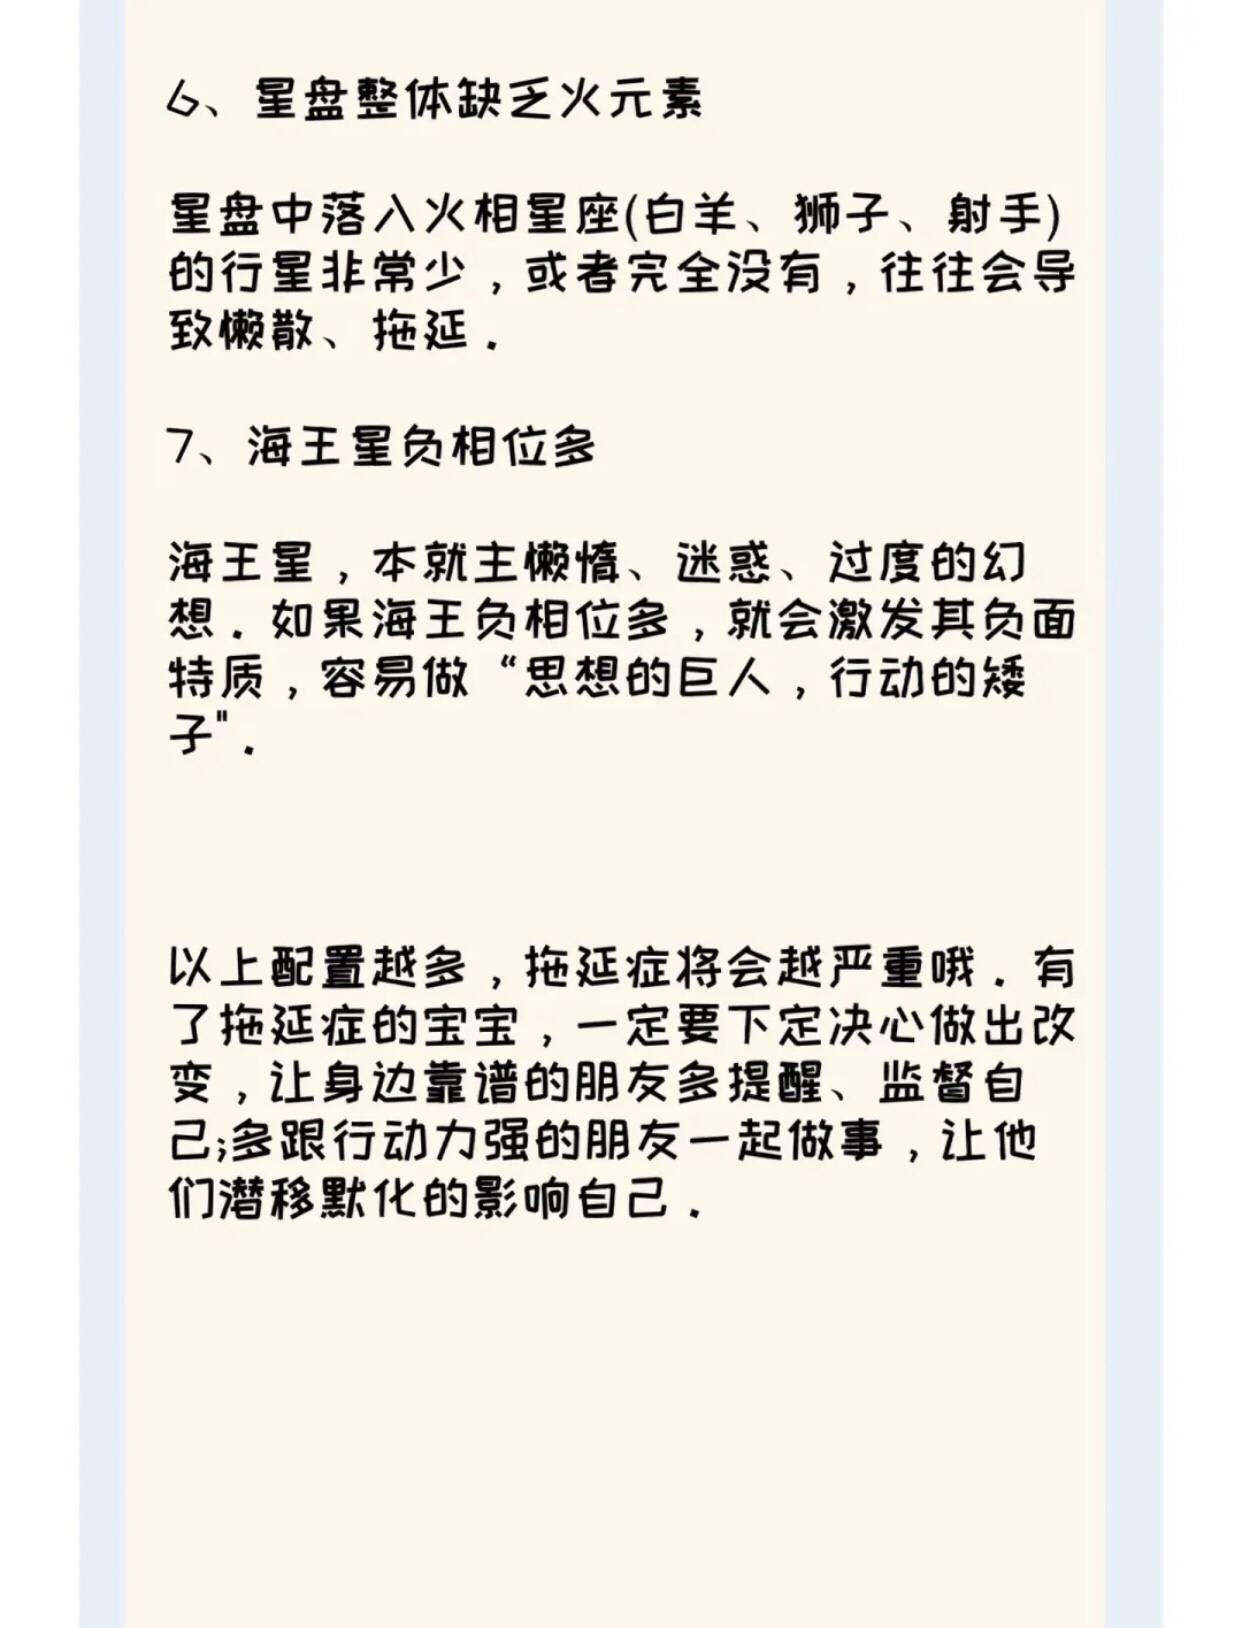 6、星盘整体缺乏火元素
星盘中落入火相星座(白羊、狮子、射手)
的行星非常少，或者完全没有，往往会导
致懒散、拖延．
7、海王星负相位多
海王星，本就主懒惰、迷惑、过度的幻
想．如果海王负相位多，就会激发其负面
特质，容易做“思想的巨人，行动的矮
子"．
以上配置越多，拖延症将会越严重哦．有
了拖延症的宝宝，一定要下定决心做出改
变，让身边靠谱的朋友多提醒、监督自
己;多跟行动力强的朋友一起做事，让他
们潜移默化的影响自己．